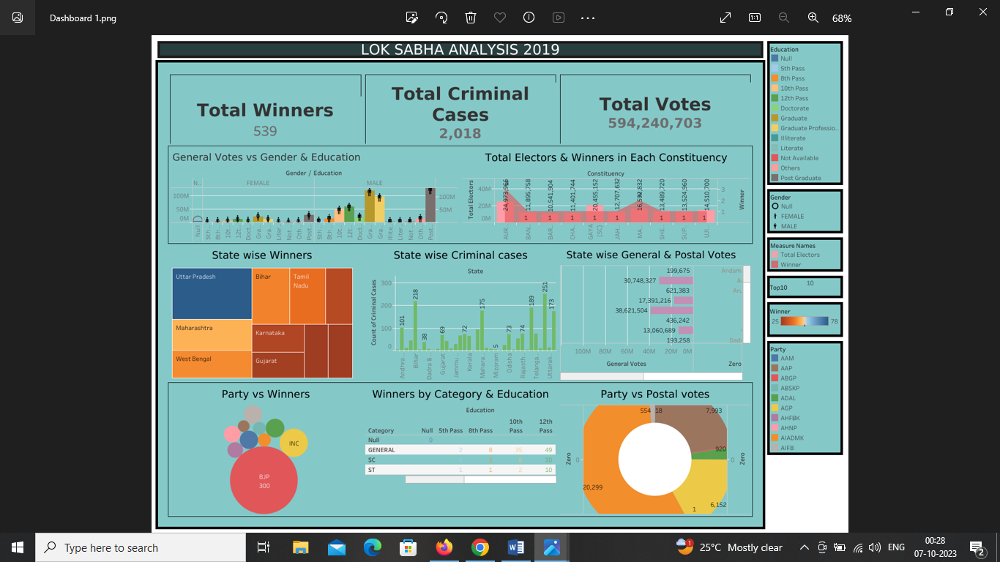 Dashboard 1.png
68%
LOK SABHA ANALYSIS 2019
Total Winners
539
Total Criminal
Cases
2,018
Total Votes
594,240,703
General Votes vs Gender & Education
Gender / Education
N.. FEMALE MALE
100M 100M
50M 50M
0M 0M
Null 5th .. 8th .. 10t.. 12t.. Doct.. Gra.. Gra.. Liter.. Not.. Post.. 5th .. 8th .. 10t.. 12t.. Doct.. Gra.. Gra.. Illite.. Liter.. Not.. Oth.. Post..
Total Electors & Winners in Each Constituency
Constituency
Total Electors
40M
20M
0M
24,973,966 11,895,758 10,541,904 11,401,744 20,455,152 12,707,632 13,489,720 13,524,960 14,510,700
1 1 1 1 1 1 1 1
3
2
1
Winner
AUR.. BAN.. BAR.. CHA.. GAYA (SC) JAH.. MA.. SHE.. SUP.. UJI..
State wise Winners
Uttar Pradesh
Bihar
Tamil
Nadu
Maharashtra
Karnataka
West Bengal
Gujarat
State wise Criminal cases
State
Count of Criminal Cases
300
200
100
0
101 218 38 69 72 175 5 189 73 74 251 173
Andhra .. Bihar Dadra & .. Gujarat Jammu .. Kerala Mahara.. Mizoram Odisha Rajasth.. Telanga.. Uttarak..
State wise General & Postal Votes
199,675 Andam..
30,748,327
621,383
17,391,216
38,621,504
436,242
13,060,689
193,258 Dadr
100M 80M 60M 40M 20M 0M
General Votes Zero
Party vs Winners
INC
BJP
300
Winners by Category & Education
Education
Category Null 5th Pass 8th Pass 10th Pass 12th Pass
Null 0
GENERAL 2 8 35 49
SC 10
ST 1 1 2 10
Party vs Postal votes
554 18 7,993
920
Zero 0 0 Zero
20,299
6,152
1
Education
Null
5th Pass
8th Pass
10th Pass
12th Pass
Doctorate
Graduate
Graduate Professio..
Illiterate
Literate
Not Available
Others
Post Graduate
Gender
Null
FEMALE
MALE
Measure Names
Total Electors
Winner
Top10
10
Winner
25 78
Party
AAM
AAP
ABGP
ABSKP
ADAL
AGP
AHFBK
AHNP
AIADMK
AIFB
Type here to search
25°C Mostly clear
ENG
00:28
07-10-2023
2